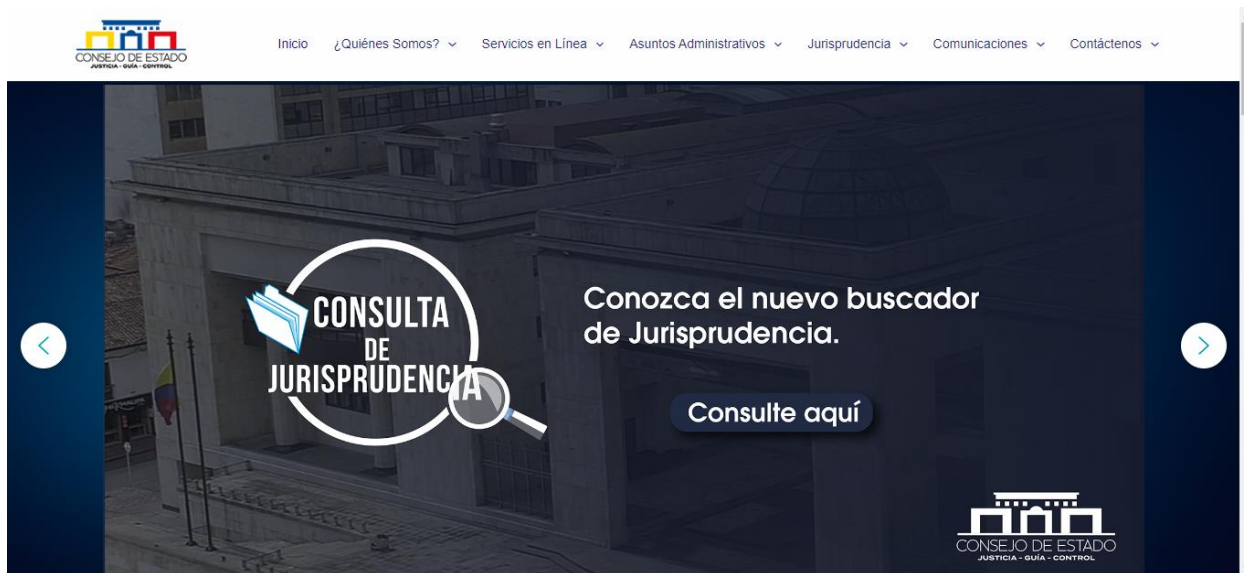 CONSEJO DE ESTADO
JUSTICIA - GUÍA - CONTROL
Inicio ¿Quiénes Somos? Servicios en Línea Asuntos Administrativos Jurisprudencia Comunicaciones Contáctenos
CONSULTA
DE
JURISPRUDENCIA
Conozca el nuevo buscador
de Jurisprudencia.
Consulte aquí
CONSEJO DE ESTADO
JUSTICIA - GUÍA - CONTROL